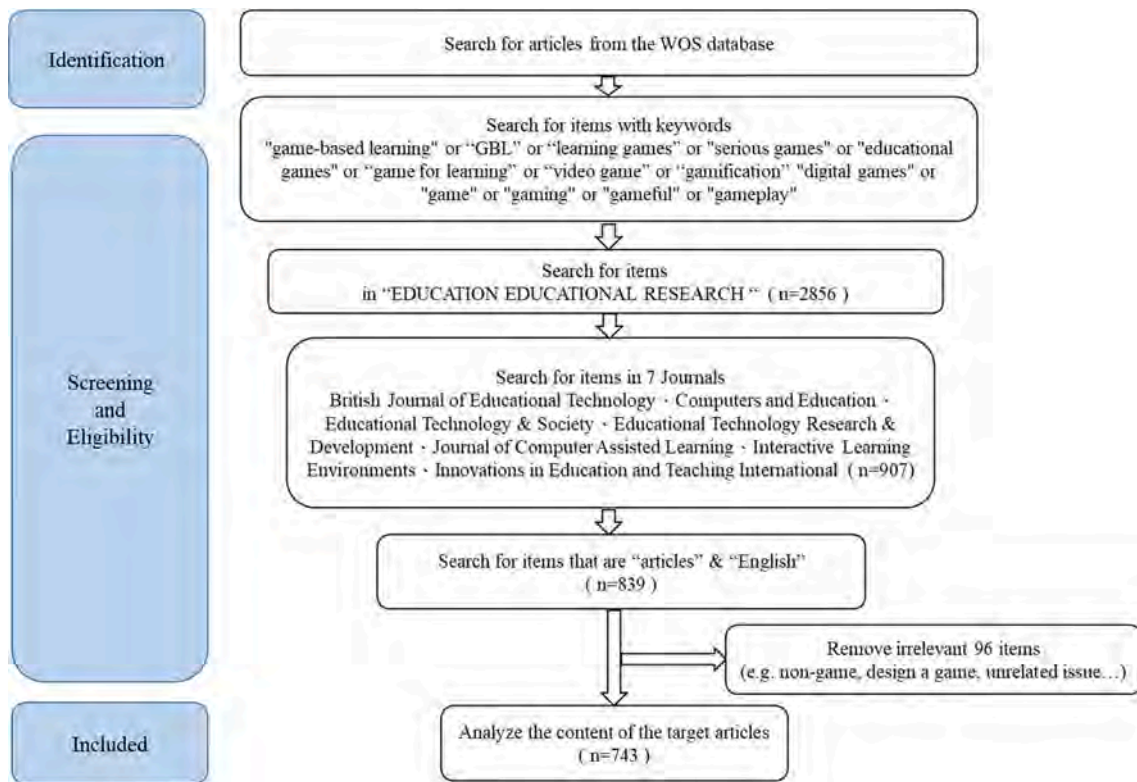 Identification
Search for articles from the WOS database
Search for items with keywords
"game-based learning" or “GBL” or “learning games” or "serious games" or "educational
games" or “game for learning” or “video game” or “gamification” "digital games" or
"game" or "gaming" or "gameful" or "gameplay"
Search for items
in “EDUCATION EDUCATIONAL RESEARCH “ ( n=2856 )
Screening
and
Eligibility
Search for items in 7 Journals
British Journal of Educational Technology、Computers and Education、
Educational Technology & Society、Educational Technology Research &
Development、Journal of Computer Assisted Learning、Interactive Learning
Environments、Innovations in Education and Teaching International ( n=907)
Search for items that are “articles” & “English”
( n=839 )
Remove irrelevant 96 items
(e.g. non-game, design a game, unrelated issue…)
Included
Analyze the content of the target articles
( n=743 )